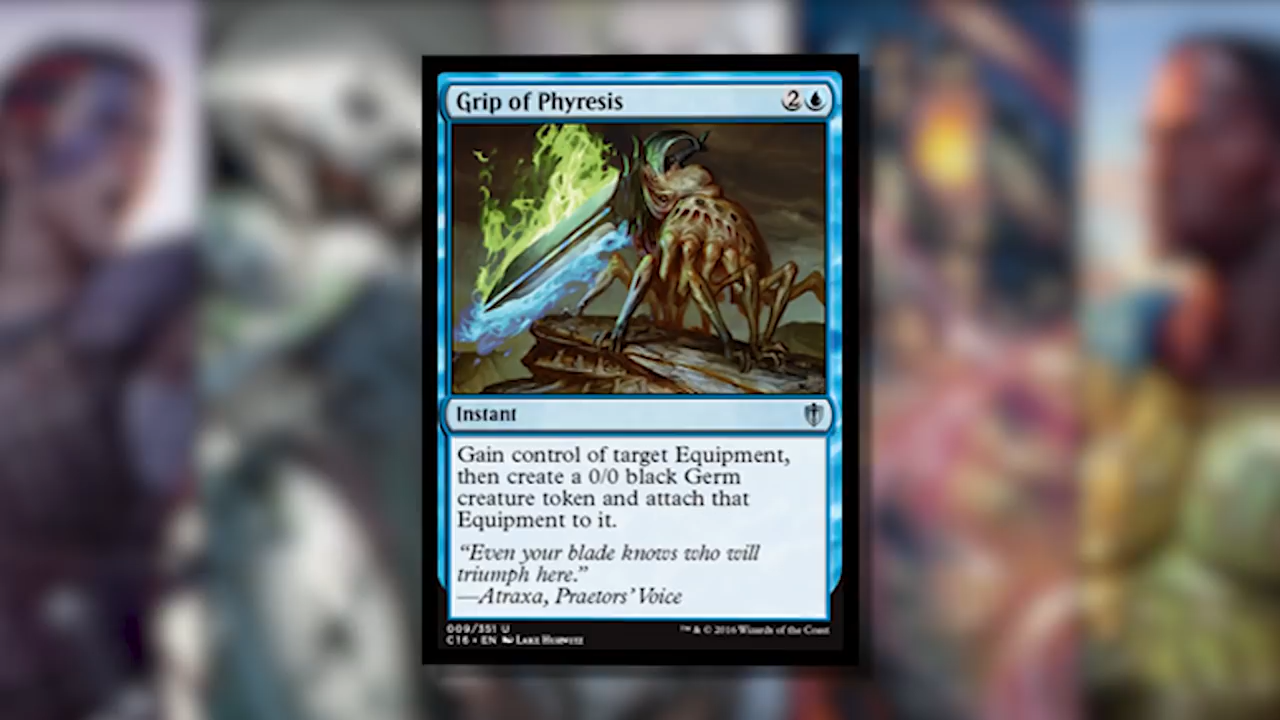 Grip of Phyresis 2
Instant
Gain control of target Equipment,
then create a 0/0 black Germ
creature token and attach that
Equipment to it.
“Even your blade knows who will
triumph here.”
—Atraxa, Praetors’ Voice
009/351 U
™ & © 2016 Wizards of the Coast
C16 • EN Lake Hurwitz